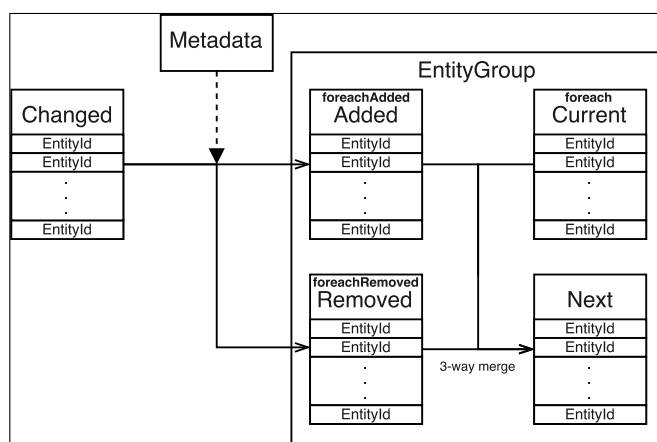 Metadata
EntityGroup
Changed
EntityId
EntityId
.
.
.
EntityId
foreachAdded
Added
EntityId
EntityId
.
.
.
EntityId
foreach
Current
EntityId
EntityId
.
.
.
EntityId
foreachRemoved
Removed
EntityId
EntityId
.
.
.
EntityId
3-way merge
Next
EntityId
EntityId
.
.
.
EntityId